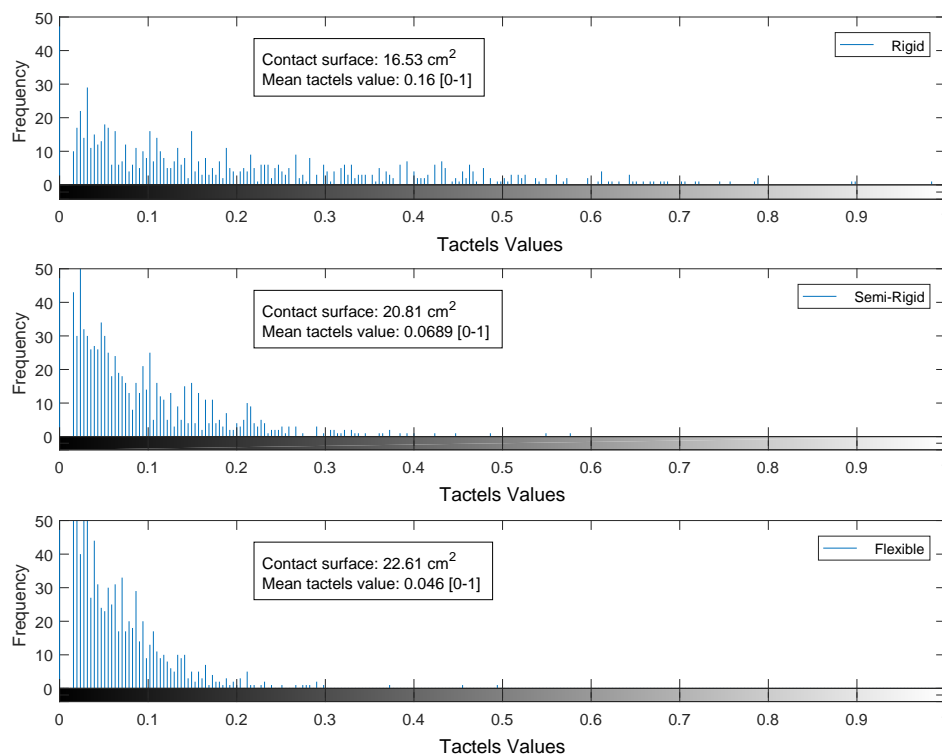 50
40
30
20
10
0
Frequency
Contact surface: 16.53 cm²
Mean tactels value: 0.16 [0-1]
Rigid
0 0.1 0.2 0.3 0.4 0.5 0.6 0.7 0.8 0.9
Tactels Values
50
40
30
20
10
0
Frequency
Contact surface: 20.81 cm²
Mean tactels value: 0.0689 [0-1]
Semi-Rigid
0 0.1 0.2 0.3 0.4 0.5 0.6 0.7 0.8 0.9
Tactels Values
50
40
30
20
10
0
Frequency
Contact surface: 22.61 cm²
Mean tactels value: 0.046 [0-1]
Flexible
0 0.1 0.2 0.3 0.4 0.5 0.6 0.7 0.8 0.9
Tactels Values